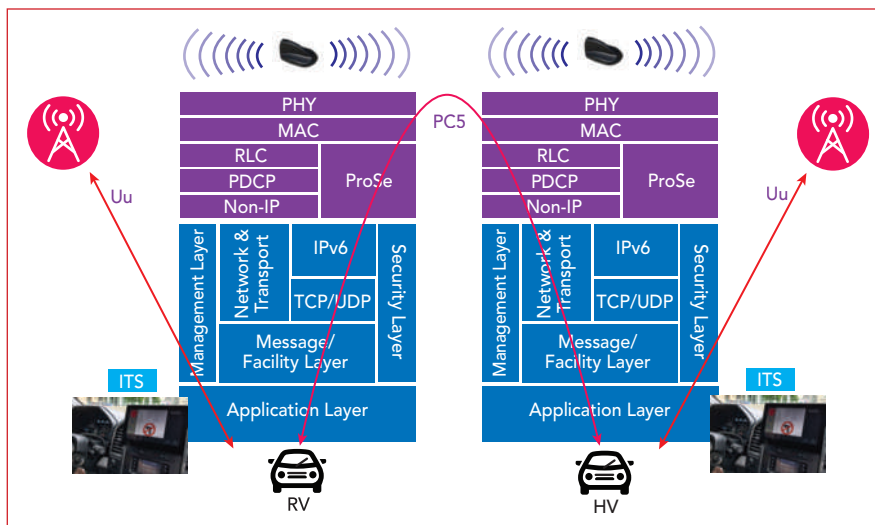 PHY
MAC
RLC
PDCP
Non-IP
ProSe
Management Layer
Network &
Transport
IPv6
TCP/UDP
Security Layer
Message/
Facility Layer
Application Layer
Uu
ITS
RV
PC5
PHY
MAC
RLC
PDCP
Non-IP
ProSe
Management Layer
Network &
Transport
IPv6
TCP/UDP
Security Layer
Message/
Facility Layer
Application Layer
Uu
ITS
HV